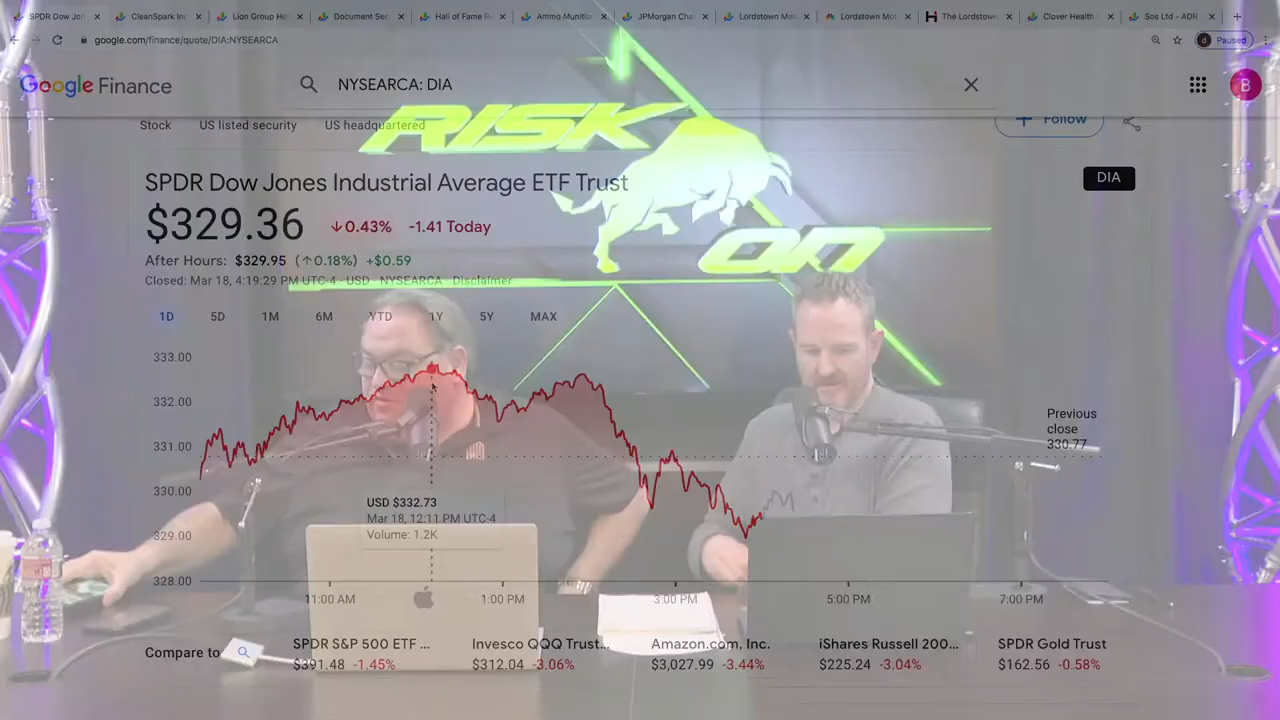 SPDR Dow Jon
CleanSpark In
Lion Group Ho
Document Sec
Hall of Fame R
Ammo Munition
JPMorgan Cha
Lordstown Mot
Lordstown Mot
The Lordstown
Clover Health
Sos Ltd - ADR
google.com/finance/quote/DIA:NYSEARCA
Paused
Google Finance
NYSEARCA: DIA
B
Stock
US listed security
US headquartered
Follow
RISK
ON
SPDR Dow Jones Industrial Average ETF Trust
DIA
$329.36
↓0.43%
-1.41 Today
After Hours: $329.95 (↑0.18%) +$0.59
Closed: Mar 18, 4:19:29 PM UTC-4 · USD · NYSEARCA · Disclaimer
1D
5D
1M
6M
YTD
1Y
5Y
MAX
333.00
332.00
331.00
330.00
329.00
328.00
Previous
close
330.77
USD $332.73
Mar 18, 12:11 PM UTC-4
Volume: 1.2K
11:00 AM
1:00 PM
3:00 PM
5:00 PM
7:00 PM
Compare to
SPDR S&P 500 ETF ...
$391.48 -1.45%
Invesco QQQ Trust...
$312.04 -3.06%
Amazon.com, Inc.
$3,027.99 -3.44%
iShares Russell 200...
$225.24 -3.04%
SPDR Gold Trust
$162.56 -0.58%